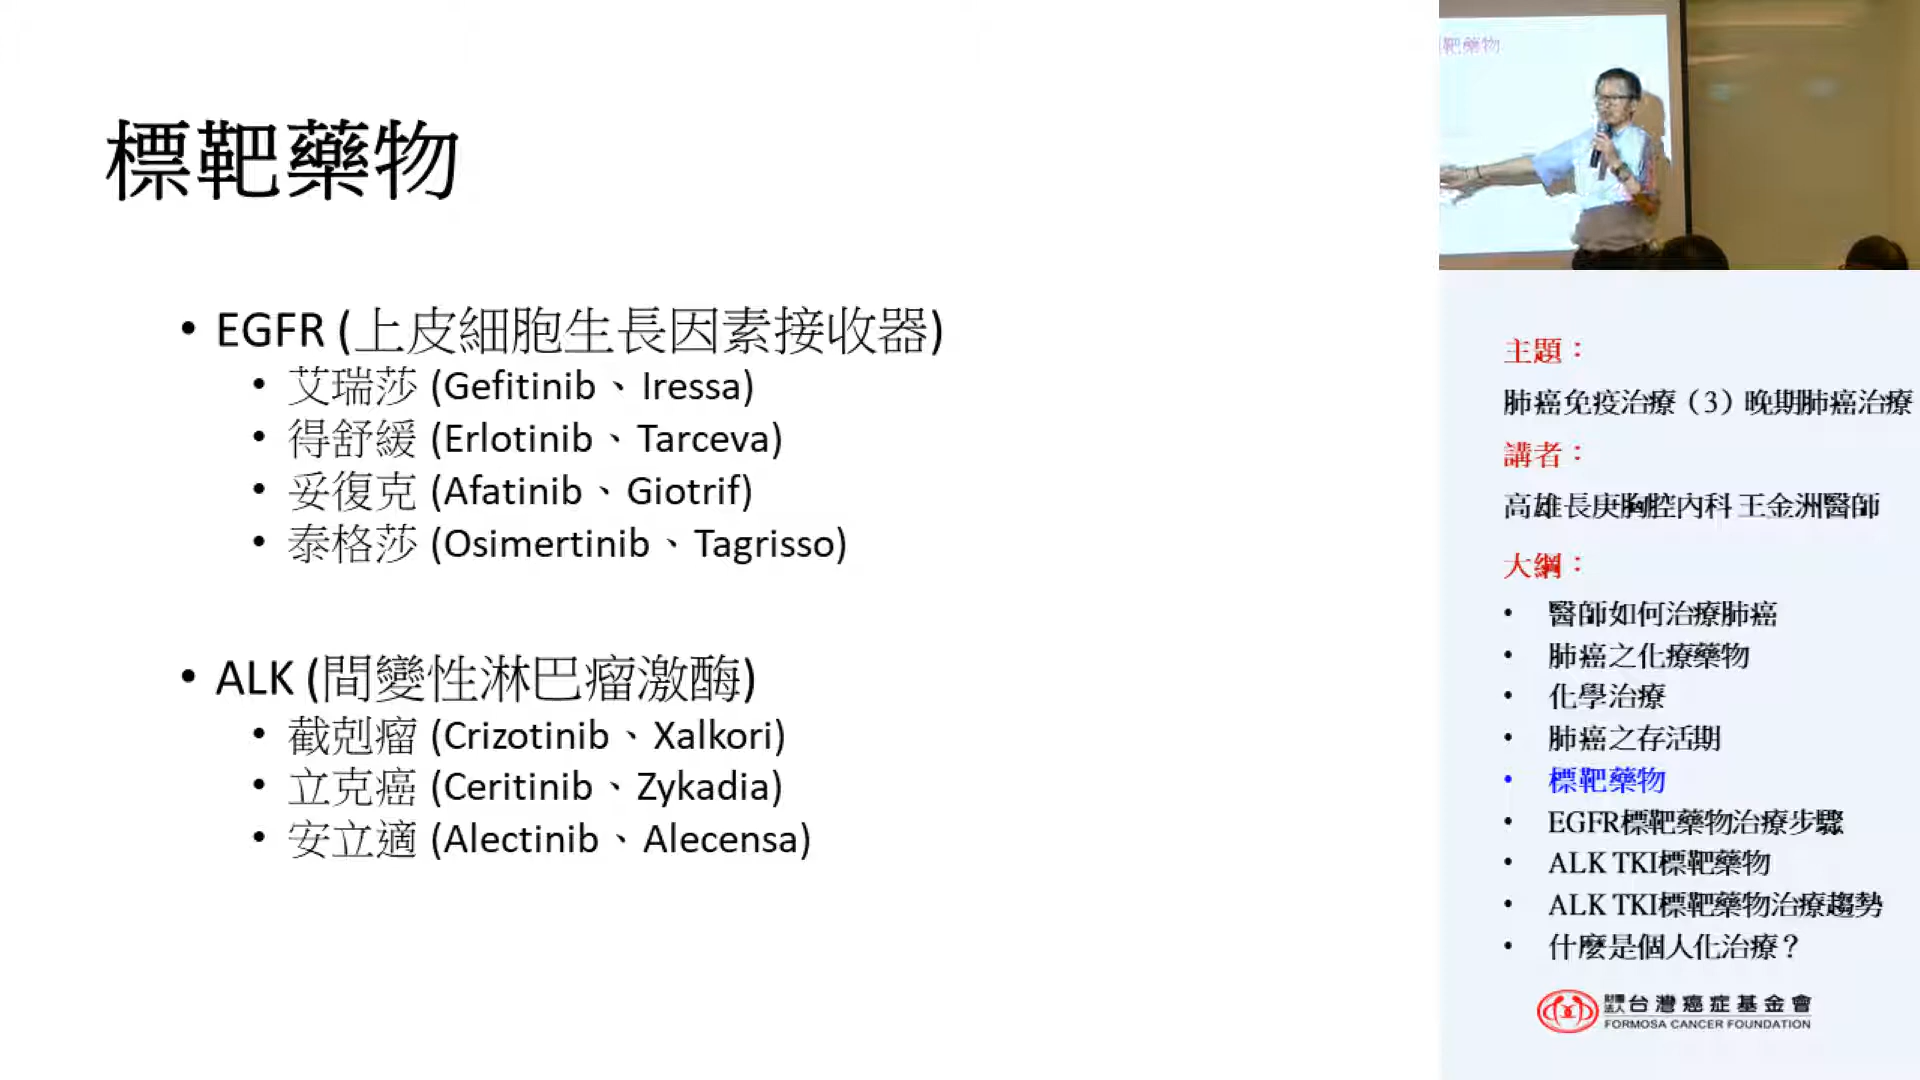 標靶藥物
• EGFR (上皮細胞生長因素接收器)
• 艾瑞莎 (Gefitinib、Iressa)
• 得舒緩 (Erlotinib、Tarceva)
• 妥復克 (Afatinib、Giotrif)
• 泰格莎 (Osimertinib、Tagrisso)
• ALK (間變性淋巴瘤激酶)
• 截剋瘤 (Crizotinib、Xalkori)
• 立克癌 (Ceritinib、Zykadia)
• 安立適 (Alectinib、Alecensa)
靶藥物
主題：
肺癌免疫治療（3）晚期肺癌治療
講者：
高雄長庚胸腔內科 王金洲醫師
大綱：
• 醫師如何治療肺癌
• 肺癌之化療藥物
• 化學治療
• 肺癌之存活期
• 標靶藥物
• EGFR標靶藥物治療步驟
• ALK TKI標靶藥物
• ALK TKI標靶藥物治療趨勢
• 什麼是個人化治療？
財團法人 台灣癌症基金會
FORMOSA CANCER FOUNDATION